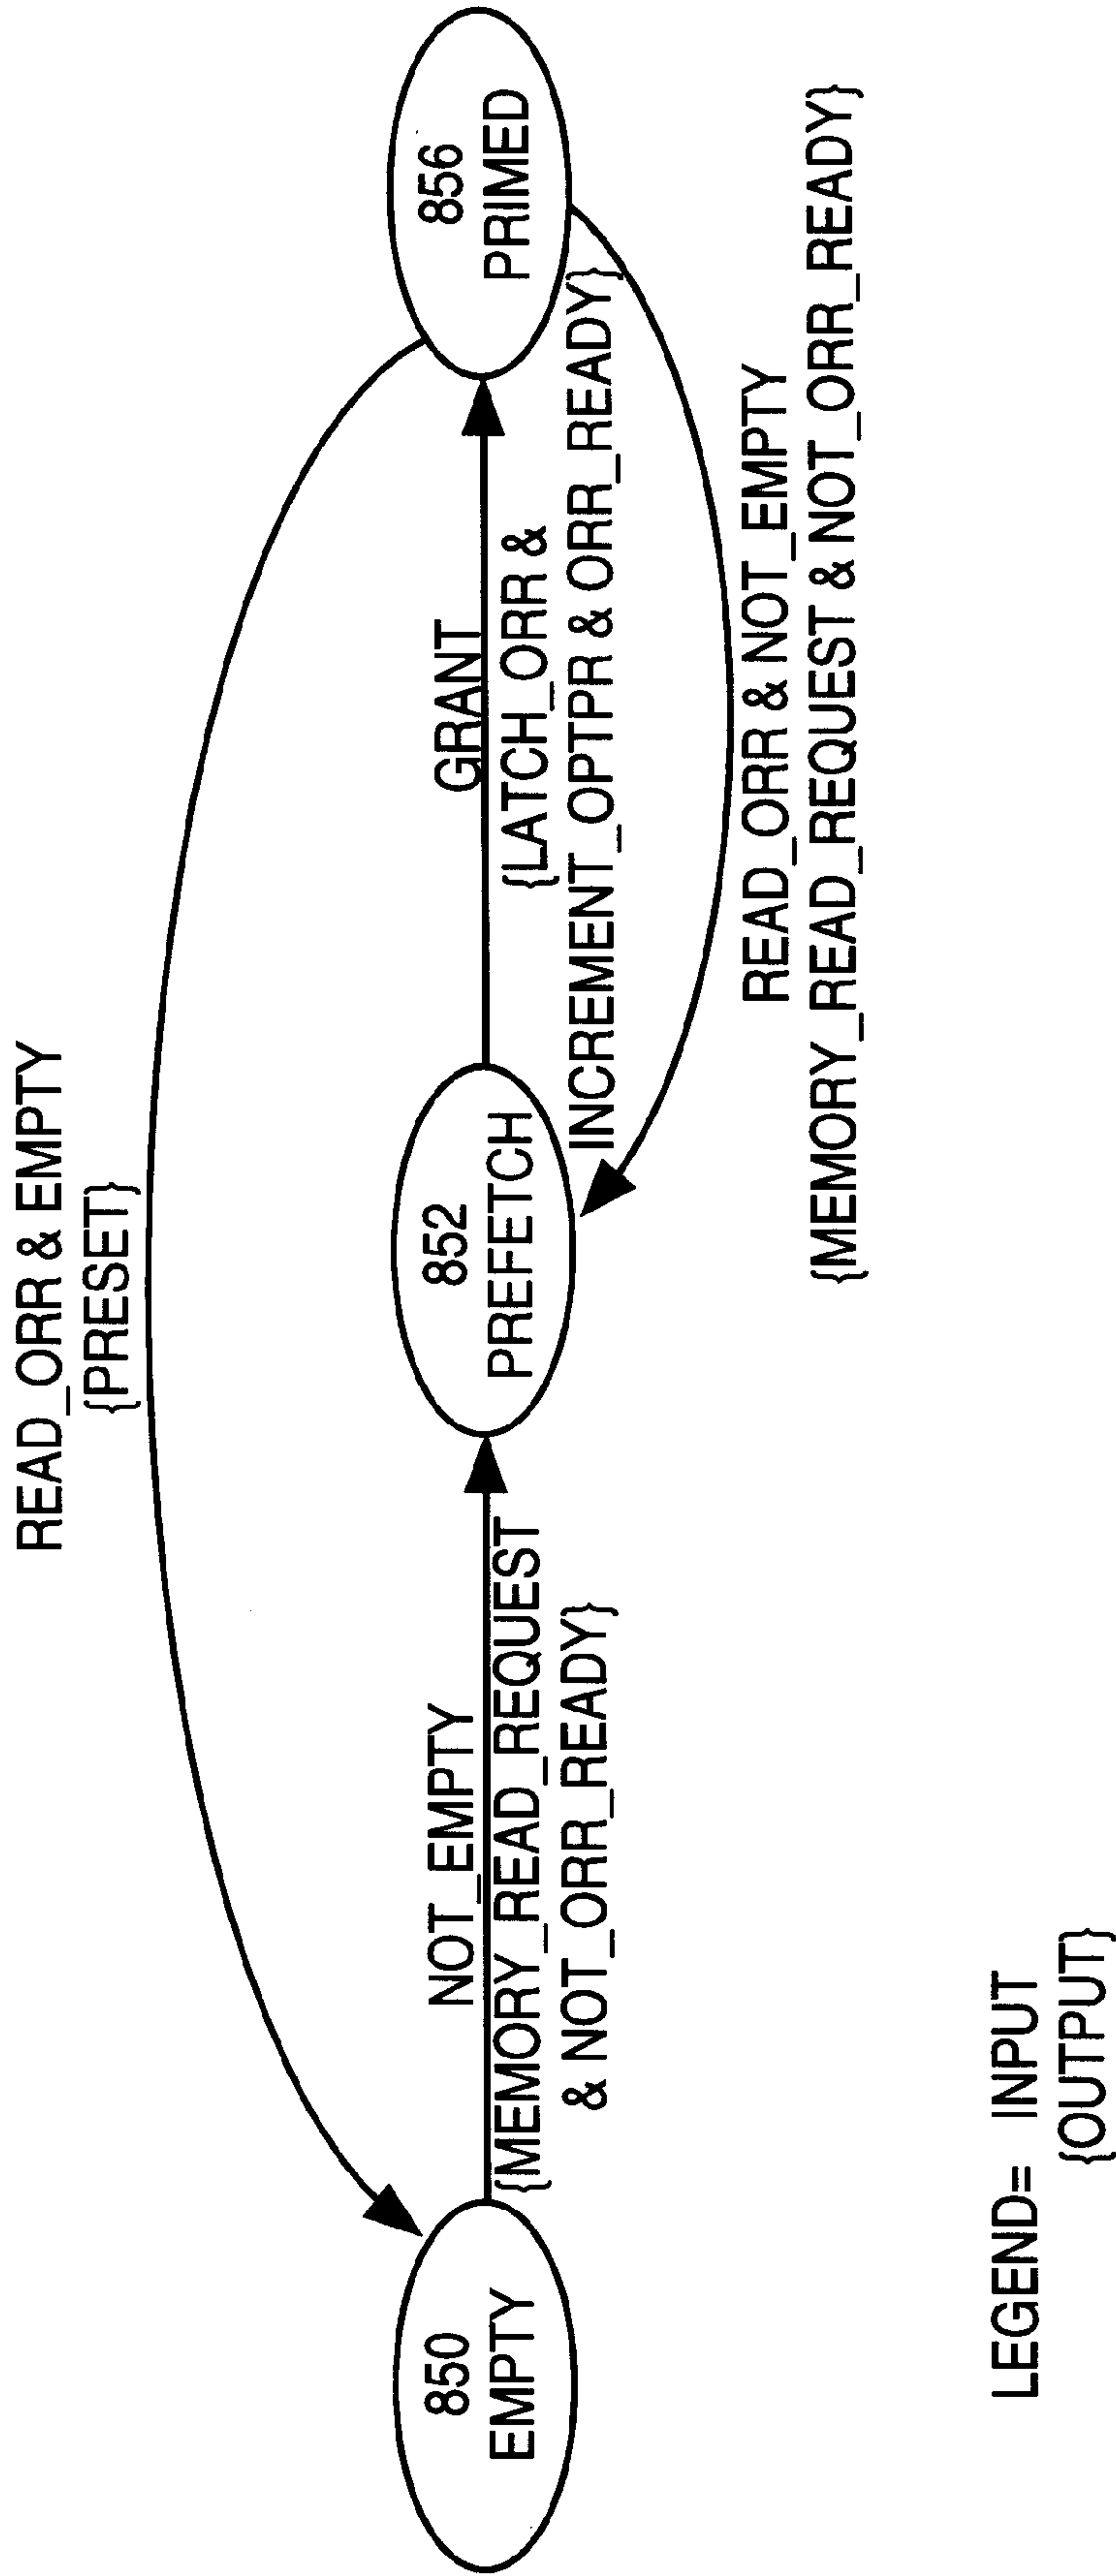 READ_ORR & EMPTY
{PRESET}
850
EMPTY
NOT_EMPTY
{MEMORY_READ_REQUEST
& NOT_ORR_READY}
852
PREFETCH
GRANT
{LATCH_ORR &
INCREMENT_OPTPR & ORR_READY}
856
PRIMED
READ_ORR & NOT_EMPTY
{MEMORY_READ_REQUEST & NOT_ORR_READY}
LEGEND= INPUT
{OUTPUT}